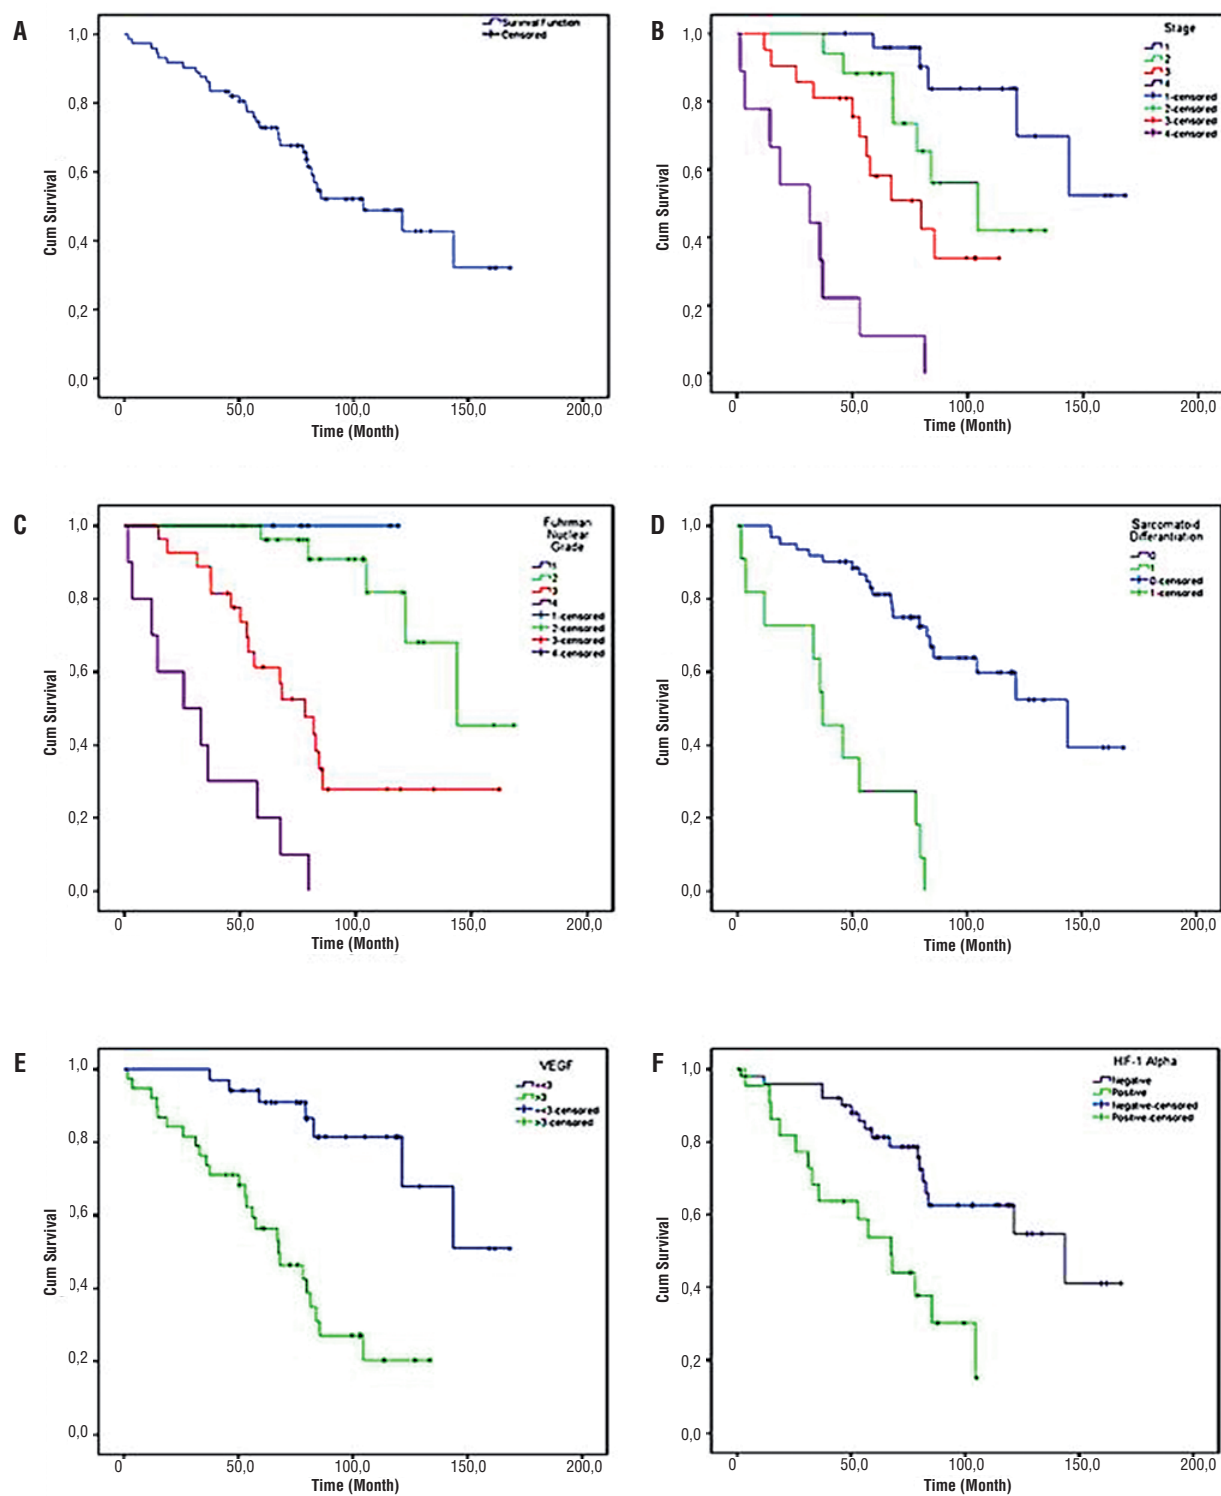 A
Survival Function
Censored
1,0
0,8
0,6
0,4
0,2
0,0
Cum Survival
0
50,0
100,0
150,0
200,0
Time (Month)
B
Stage
1
2
3
4
1-censored
2-censored
3-censored
4-censored
1,0
0,8
0,6
0,4
0,2
0,0
Cum Survival
0
50,0
100,0
150,0
200,0
Time (Month)
C
Fuhrman
Nuclear
Grade
1
2
3
4
1-censored
2-censored
3-censored
4-censored
1,0
0,8
0,6
0,4
0,2
0,0
Cum Survival
0
50,0
100,0
150,0
200,0
Time (Month)
D
Sarcomatoid
Differantiation
0
1
0-censored
1-censored
1,0
0,8
0,6
0,4
0,2
0,0
Cum Survival
0
50,0
100,0
150,0
200,0
Time (Month)
E
VEGF
=<3
>3
=<3-censored
>3-censored
1,0
0,8
0,6
0,4
0,2
0,0
Cum Survival
0
50,0
100,0
150,0
200,0
Time (Month)
F
HIF-1 Alpha
Negative
Positive
Negative-censored
Positive-censored
1,0
0,8
0,6
0,4
0,2
0,0
Cum Survival
0
50,0
100,0
150,0
200,0
Time (Month)